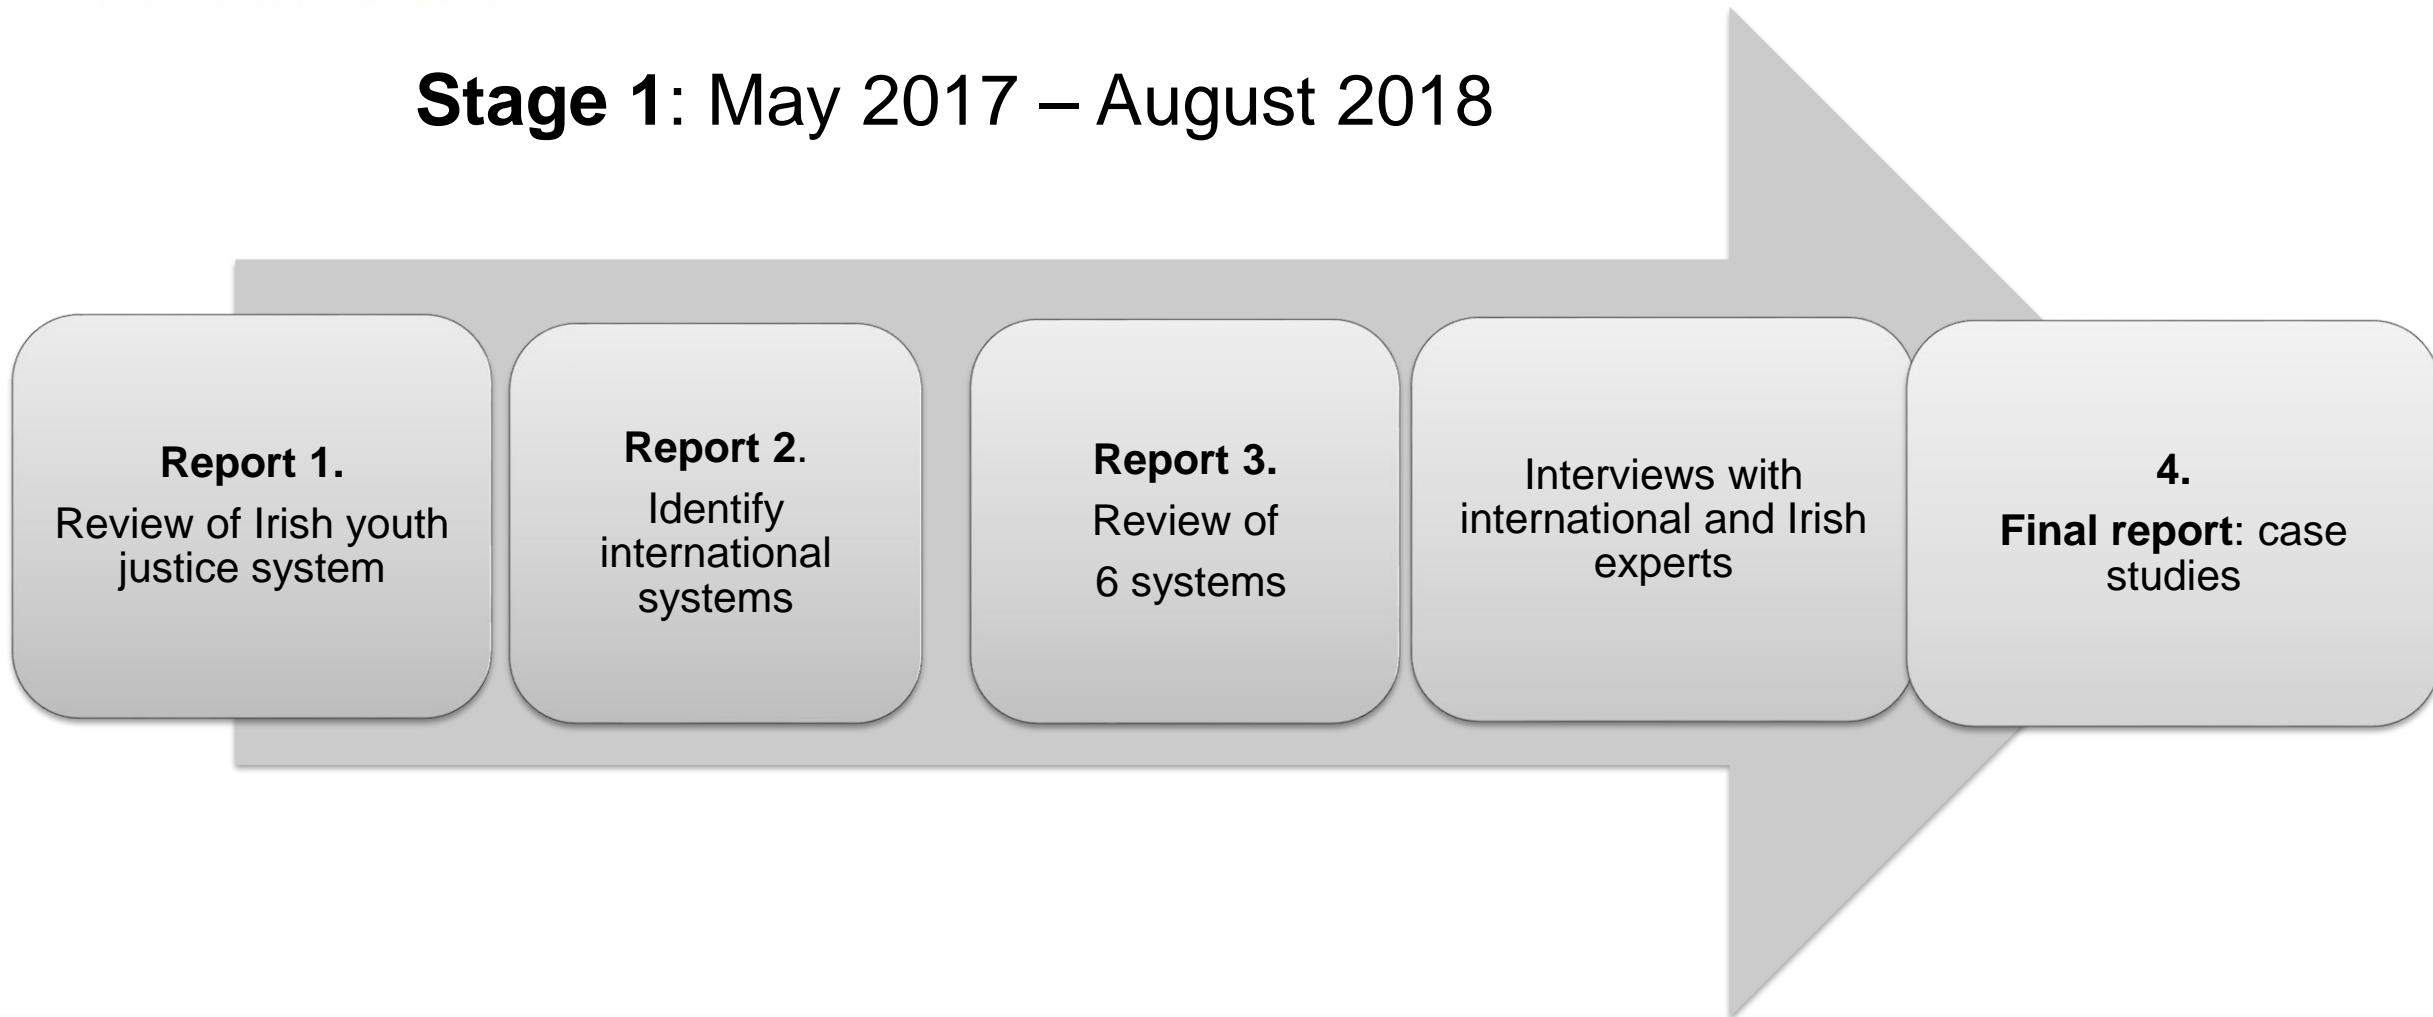 Stage 1: May 2017 – August 2018
Report 1.
Review of Irish youth
justice system
Report 2.
Identify
international
systems
Report 3.
Review of
6 systems
Interviews with
international and Irish
experts
4.
Final report: case
studies